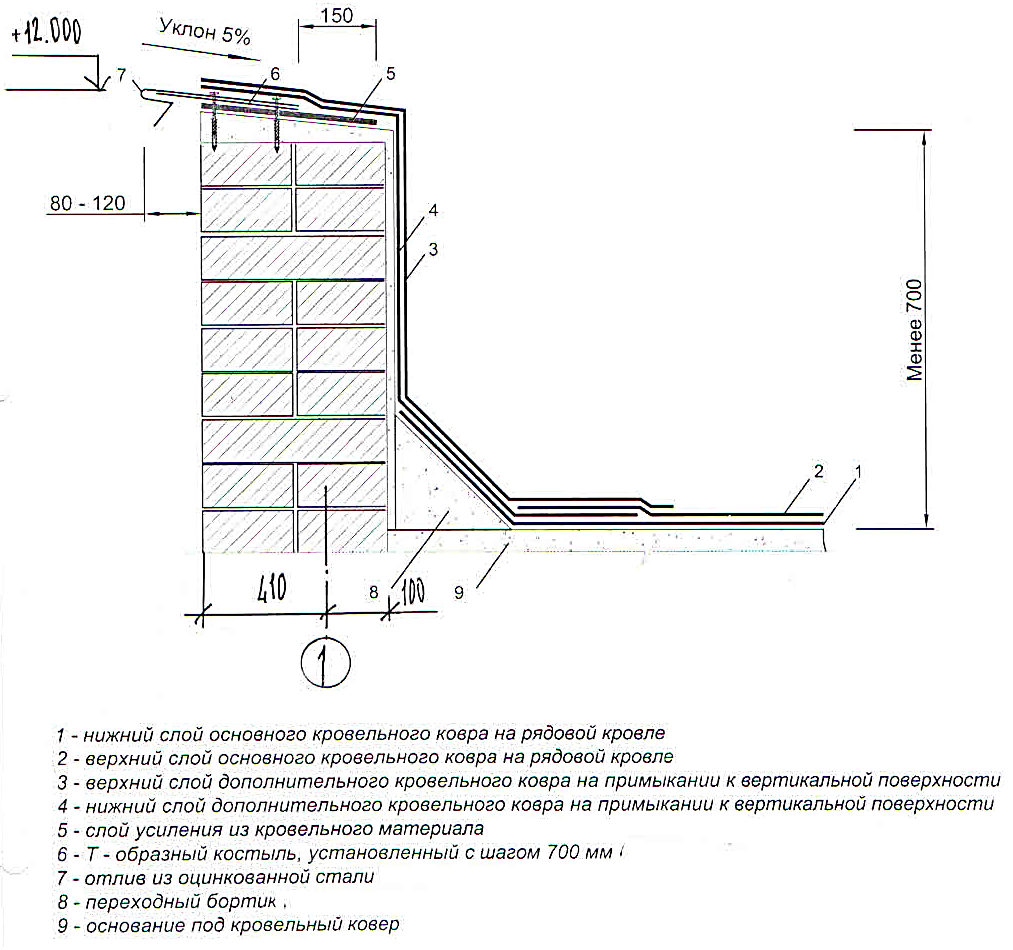 +12.000
Уклон 5%
150
7
6
5
80 - 120
4
3
Менее 700
2
1
410
100
8
9
1
1 - нижний слой основного кровельного ковра на рядовой кровле
2 - верхний слой основного кровельного ковра на рядовой кровле
3 - верхний слой дополнительного кровельного ковра на примыкании к вертикальной поверхности
4 - нижний слой дополнительного кровельного ковра на примыкании к вертикальной поверхности
5 - слой усиления из кровельного материала
6 - Т - образный костыль, установленный с шагом 700 мм
7 - отлив из оцинкованной стали
8 - переходный бортик
9 - основание под кровельный ковер